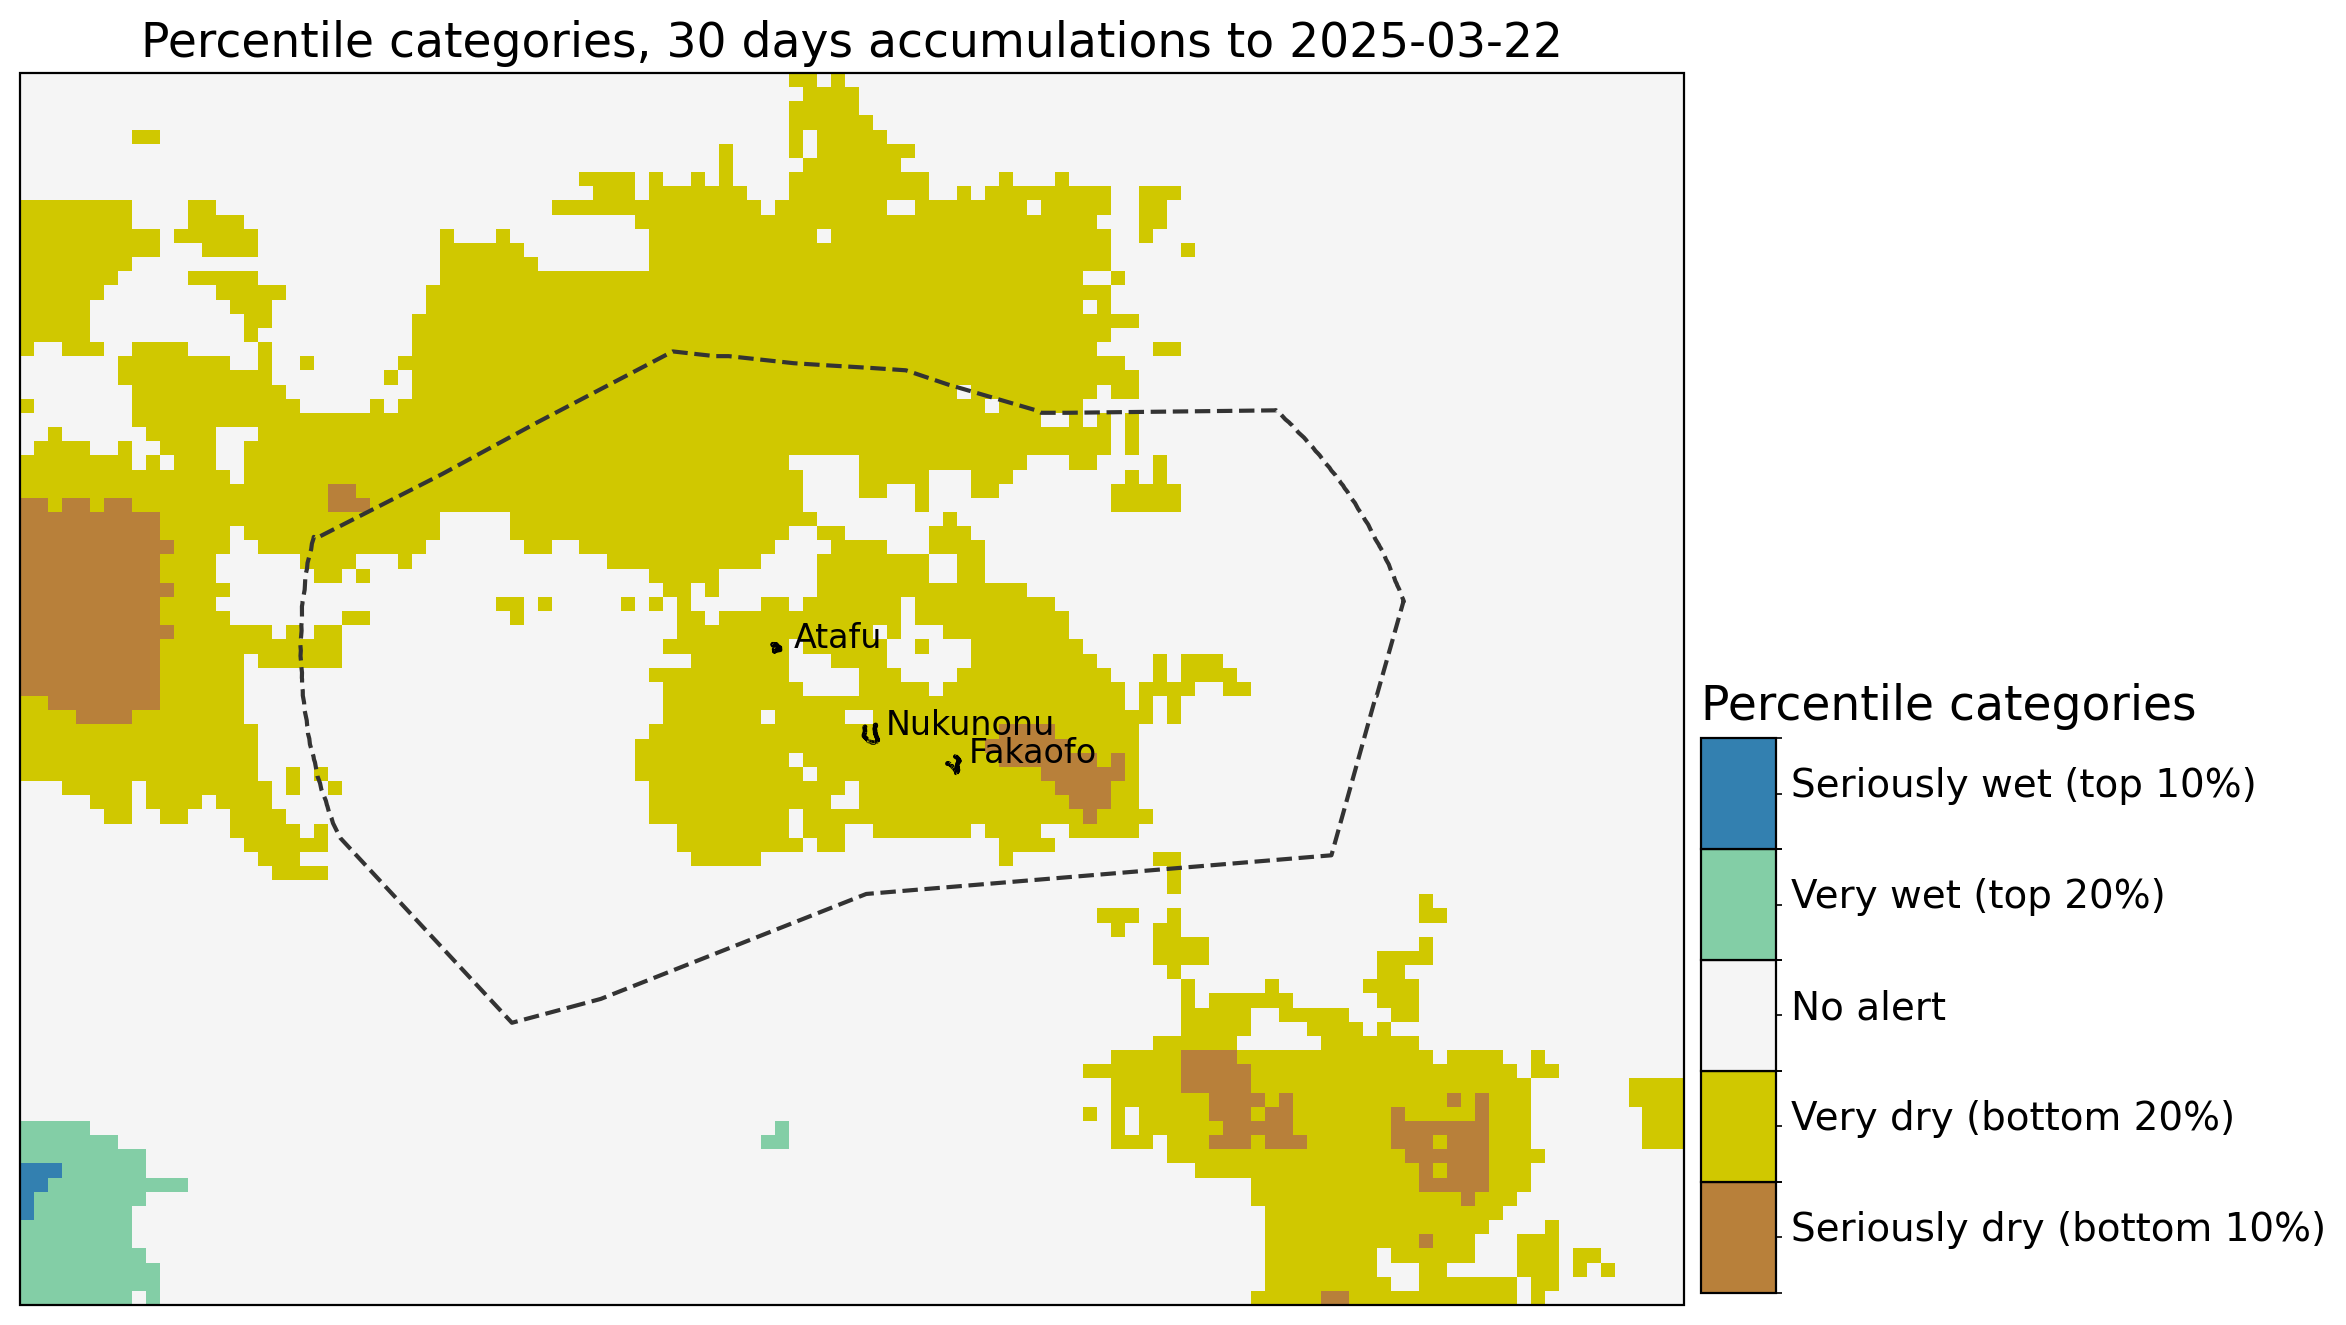 Percentile categories, 30 days accumulations to 2025-03-22
Atafu
Nukunonu
Fakaofo
Percentile categories
Seriously wet (top 10%)
Very wet (top 20%)
No alert
Very dry (bottom 20%)
Seriously dry (bottom 10%)